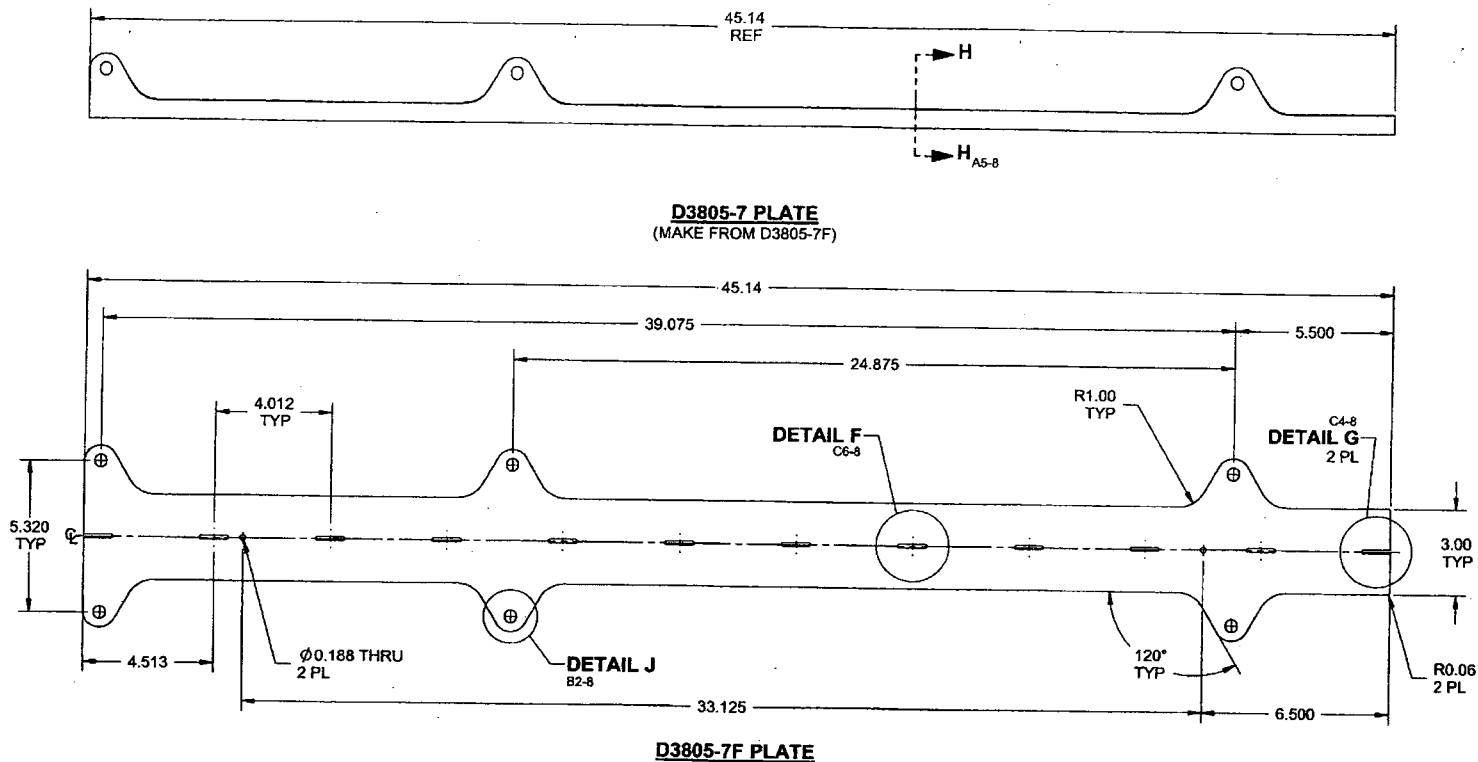 45.14
REF
H
H A5-8
D3805-7 PLATE
(MAKE FROM D3805-7F)
45.14
39.075
5.500
24.875
4.012
TYP
R1.00
TYP
DETAIL F
C6-8
C4-8
DETAIL G
2 PL
5.320
TYP
℄
3.00
TYP
4.513
Ø0.188 THRU
2 PL
DETAIL J
B2-8
120°
TYP
R0.06
2 PL
33.125
6.500
D3805-7F PLATE